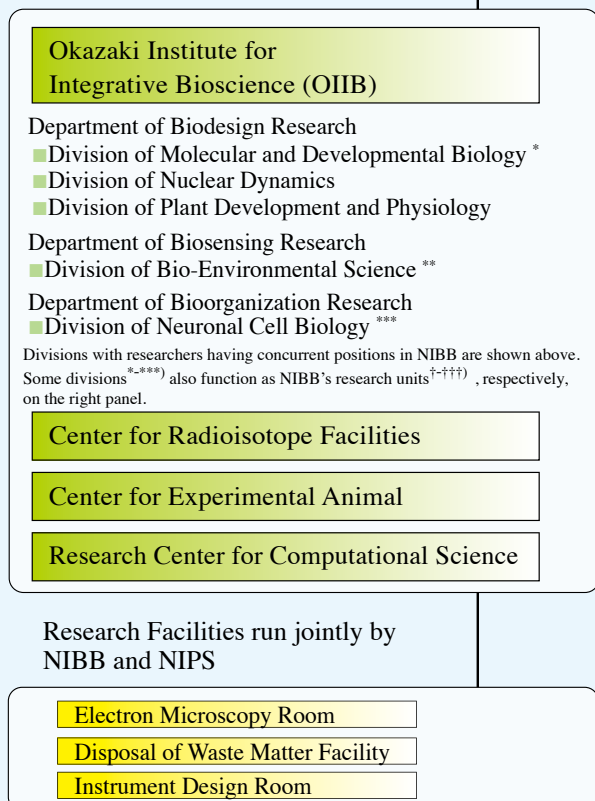 Okazaki Institute for
Integrative Bioscience (OIIB)
Department of Biodesign Research
■Division of Molecular and Developmental Biology *
■Division of Nuclear Dynamics
■Division of Plant Development and Physiology
Department of Biosensing Research
■Division of Bio-Environmental Science **
Department of Bioorganization Research
■Division of Neuronal Cell Biology ***
Divisions with researchers having concurrent positions in NIBB are shown above.
Some divisions*-***) also function as NIBB's research units†-†††) , respectively,
on the right panel.
Center for Radioisotope Facilities
Center for Experimental Animal
Research Center for Computational Science
Research Facilities run jointly by
NIBB and NIPS
Electron Microscopy Room
Disposal of Waste Matter Facility
Instrument Design Room